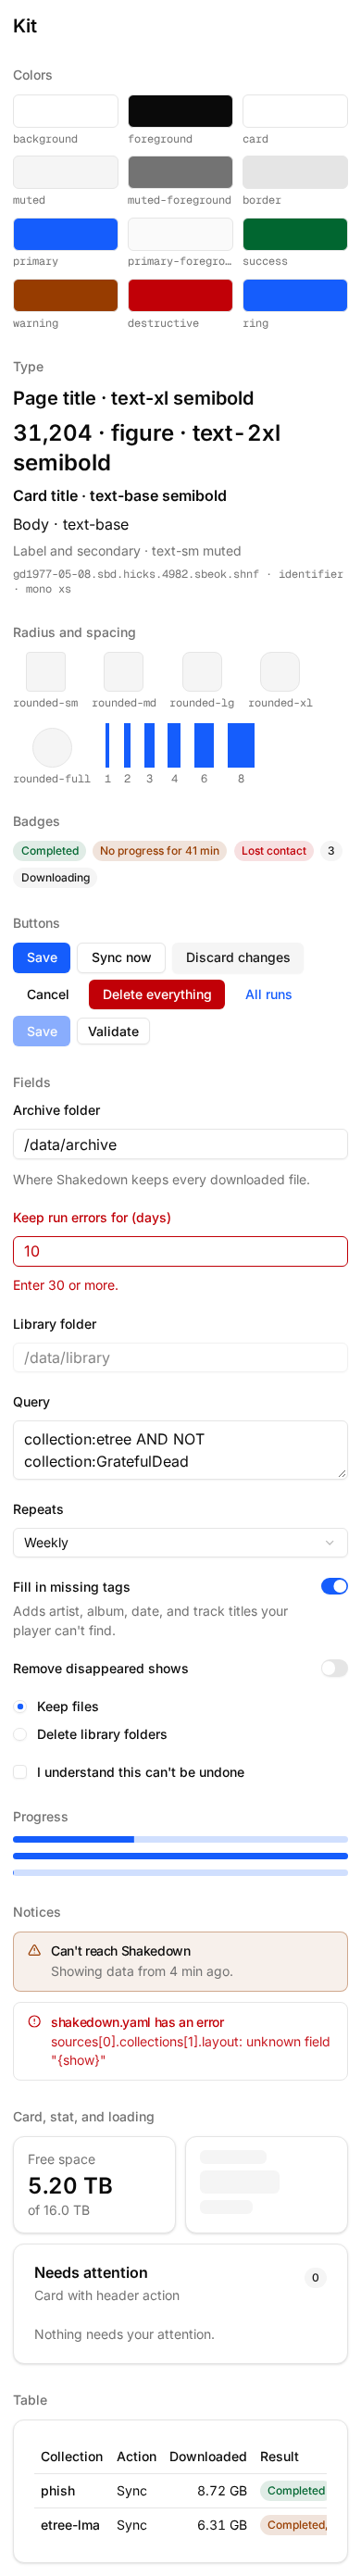 Kit
Colors
background foreground card
muted muted-foreground border
primary primary-foregro… success
warning destructive ring
Type
Page title · text-xl semibold
31,204 · figure · text-2xl
semibold
Card title · text-base semibold
Body · text-base
Label and secondary · text-sm muted
gd1977-05-08.sbd.hicks.4982.sbeok.shnf · identifier
· mono xs
Radius and spacing
rounded-sm rounded-md rounded-lg rounded-xl
rounded-full 1 2 3 4 6 8
Badges
Completed No progress for 41 min Lost contact 3
Downloading
Buttons
Save Sync now Discard changes
Cancel Delete everything All runs
Save Validate
Fields
Archive folder
/data/archive
Where Shakedown keeps every downloaded file.
Keep run errors for (days)
10
Enter 30 or more.
Library folder
/data/library
Query
collection:etree AND NOT
collection:GratefulDead
Repeats
Weekly
Fill in missing tags
Adds artist, album, date, and track titles your
player can't find.
Remove disappeared shows
Keep files
Delete library folders
I understand this can't be undone
Progress
Notices
Can't reach Shakedown
Showing data from 4 min ago.
shakedown.yaml has an error
sources[0].collections[1].layout: unknown field
"{show}"
Card, stat, and loading
Free space
5.20 TB
of 16.0 TB
Needs attention 0
Card with header action
Nothing needs your attention.
Table
Collection Action Downloaded Result
phish Sync 8.72 GB Completed
etree-lma Sync 6.31 GB Completed,